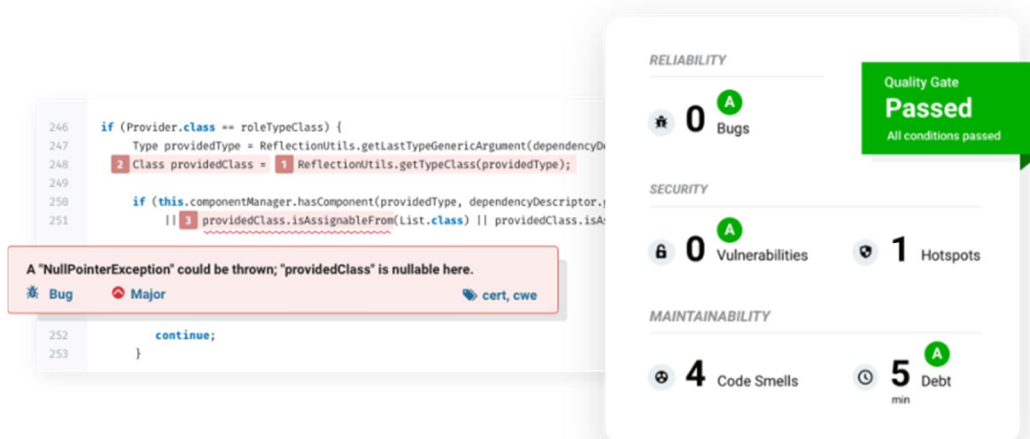 246 if (Provider.class == roleTypeClass) {
247 Type providedType = ReflectionUtils.getLastTypeGenericArgument(dependencyDe
248 2 Class providedClass = 1 ReflectionUtils.getTypeClass(providedType);
249
250 if (this.componentManager.hasComponent(providedType, dependencyDescriptor.
251 || 3 providedClass.isAssignableFrom(List.class) || providedClass.isAs
A "NullPointerException" could be thrown; "providedClass" is nullable here.
Bug Major cert, cwe
252 continue;
253 }
RELIABILITY
0 A Bugs
Quality Gate
Passed
All conditions passed
SECURITY
0 A Vulnerabilities 1 Hotspots
MAINTAINABILITY
4 Code Smells 5 A Debt
min